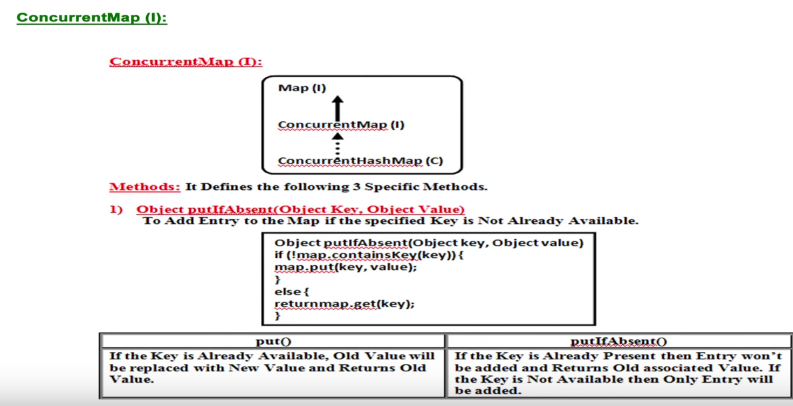 ConcurrentMap (I):
ConcurrentMap (I):
Map (I)
ConcurrentMap (I)
ConcurrentHashMap (C)
Methods: It Defines the following 3 Specific Methods.
1) Object putIfAbsent(Object Key, Object Value)
To Add Entry to the Map if the specified Key is Not Already Available.
Object putIfAbsent(Object key, Object value)
if (!map.containsKey(key)) {
map.put(key, value);
}
else {
returnmap.get(key);
}
put()
If the Key is Already Available, Old Value will
be replaced with New Value and Returns Old
Value.
putIfAbsent()
If the Key is Already Present then Entry won't
be added and Returns Old associated Value. If
the Key is Not Available then Only Entry will
be added.